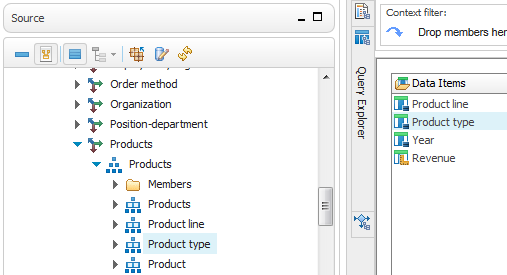 Source
Order method
Organization
Position-department
Products
Products
Members
Products
Product line
Product type
Product
Query Explorer
Context filter:
Drop members her
Data Items
Product line
Product type
Year
Revenue